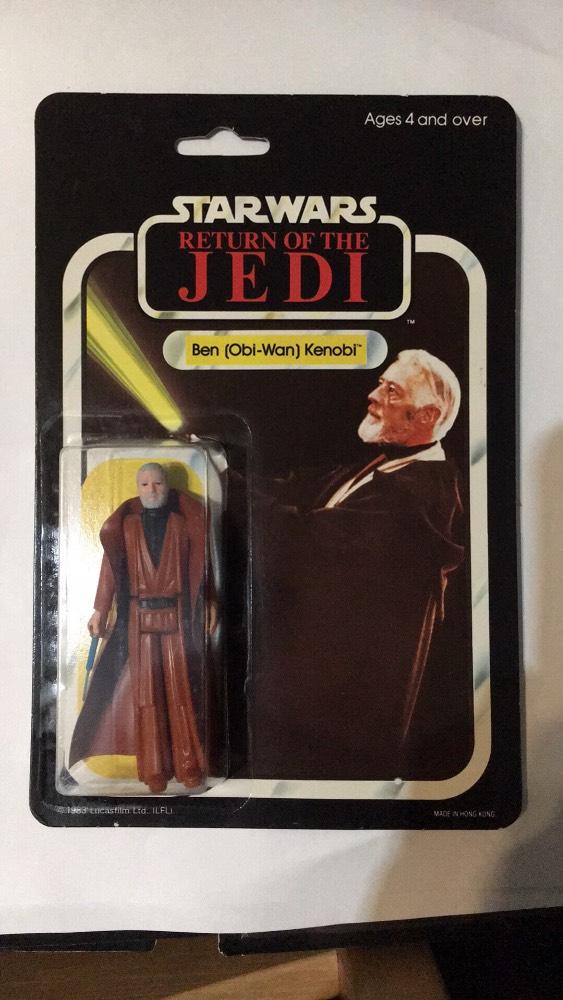 Ages 4 and over
STAR WARS
RETURN OF THE
JEDI
TM
Ben (Obi-Wan) Kenobi™
© 1983 Lucasfilm Ltd. (LFL)
MADE IN HONG KONG